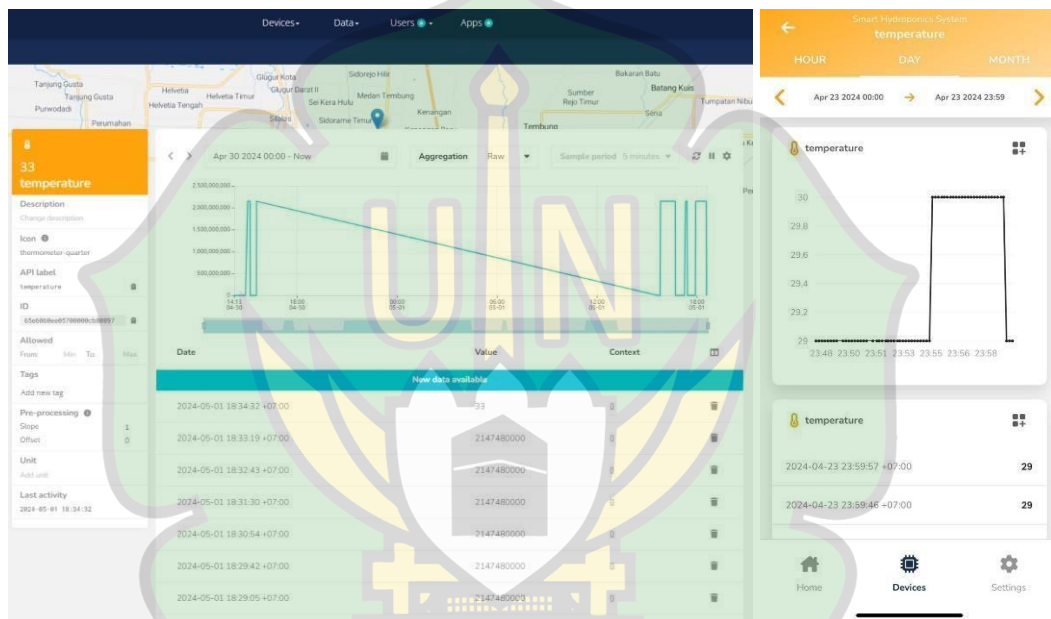 Devices Data Users Apps
Tanjung Gusta
Tanjung Gusta
Purwodadi
Perumahan
Helvetia
Helvetia Timur
Helvetia Tengah
Glugur Kota
Glugur Darat II
Sei Kera Hulu
Sidorejo Hilir
Medan Tembung
Sidorame Timur
Kenangan
Tembung
Sumber
Rejo Timur
Bakaran Batu
Batang Kuis
Sena
Tumpatan Nibu
33
temperature
Description
Change description
Icon
thermometer-quarter
API label
temperature
ID
Allowed
From: Min To: Max
Tags
Add new tag
Pre-processing
Slope 1
Offset 0
Unit
Add unit
Last activity
2024-05-01 18:34:32
Apr 30 2024 00:00 - Now Aggregation Raw Sample period 5 minutes
2,500,000,000
2,000,000,000
1,500,000,000
1,000,000,000
500,000,000
0
14:13 18:00 00:00 06:00 12:00 18:00
04-30 04-30 05-01 05-01 05-01 05-01
Date Value Context
New data available
2024-05-01 18:34:32 +07:00 33 {}
2024-05-01 18:33:19 +07:00 2147480000 {}
2024-05-01 18:32:43 +07:00 2147480000 {}
2024-05-01 18:31:30 +07:00 2147480000 {}
2024-05-01 18:30:54 +07:00 2147480000 {}
2024-05-01 18:29:42 +07:00 2147480000 {}
2024-05-01 18:29:05 +07:00 2147480000 {}
UIN
Smart Hydroponics System
temperature
HOUR DAY MONTH
Apr 23 2024 00:00 → Apr 23 2024 23:59
temperature
30
29.8
29.6
29.4
29.2
29
23:48 23:50 23:51 23:53 23:55 23:56 23:58
temperature
2024-04-23 23:59:57 +07:00 29
2024-04-23 23:59:46 +07:00 29
Home Devices Settings